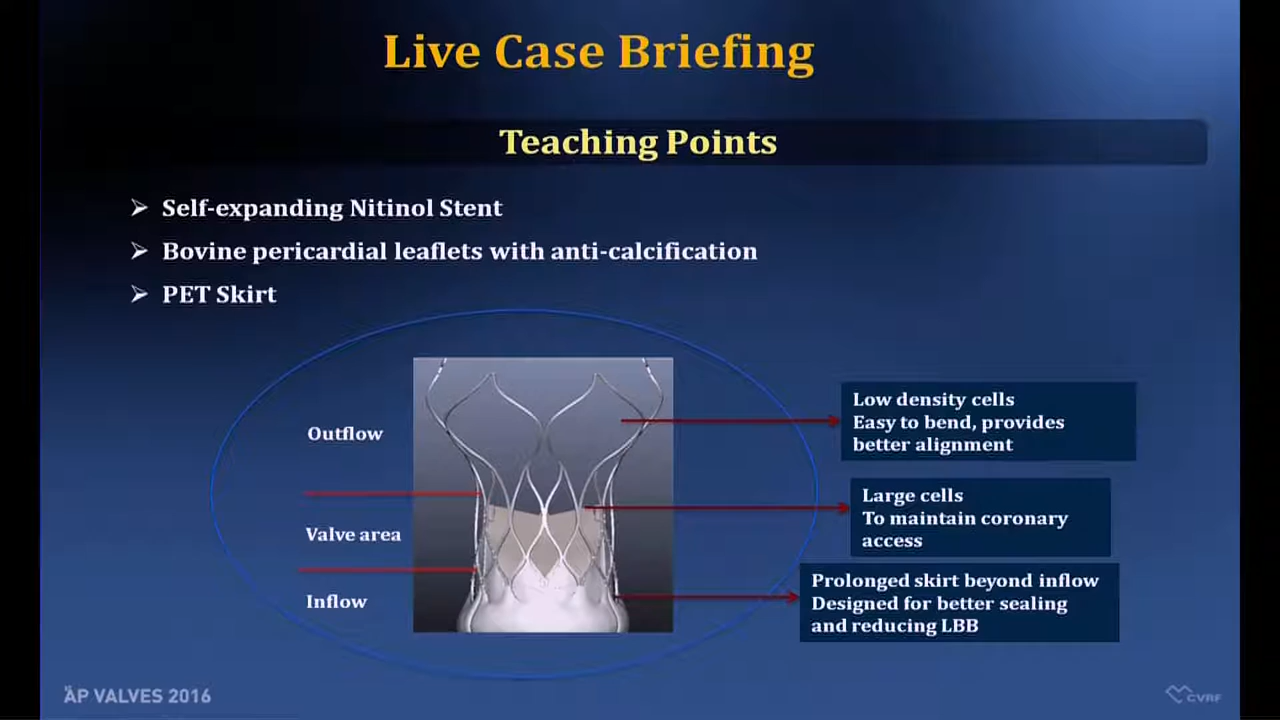 Live Case Briefing
Teaching Points
Self-expanding Nitinol Stent
Bovine pericardial leaflets with anti-calcification
PET Skirt
Outflow
Valve area
Inflow
Low density cells
Easy to bend, provides
better alignment
Large cells
To maintain coronary
access
Prolonged skirt beyond inflow
Designed for better sealing
and reducing LBB
AP VALVES 2016
CVRF